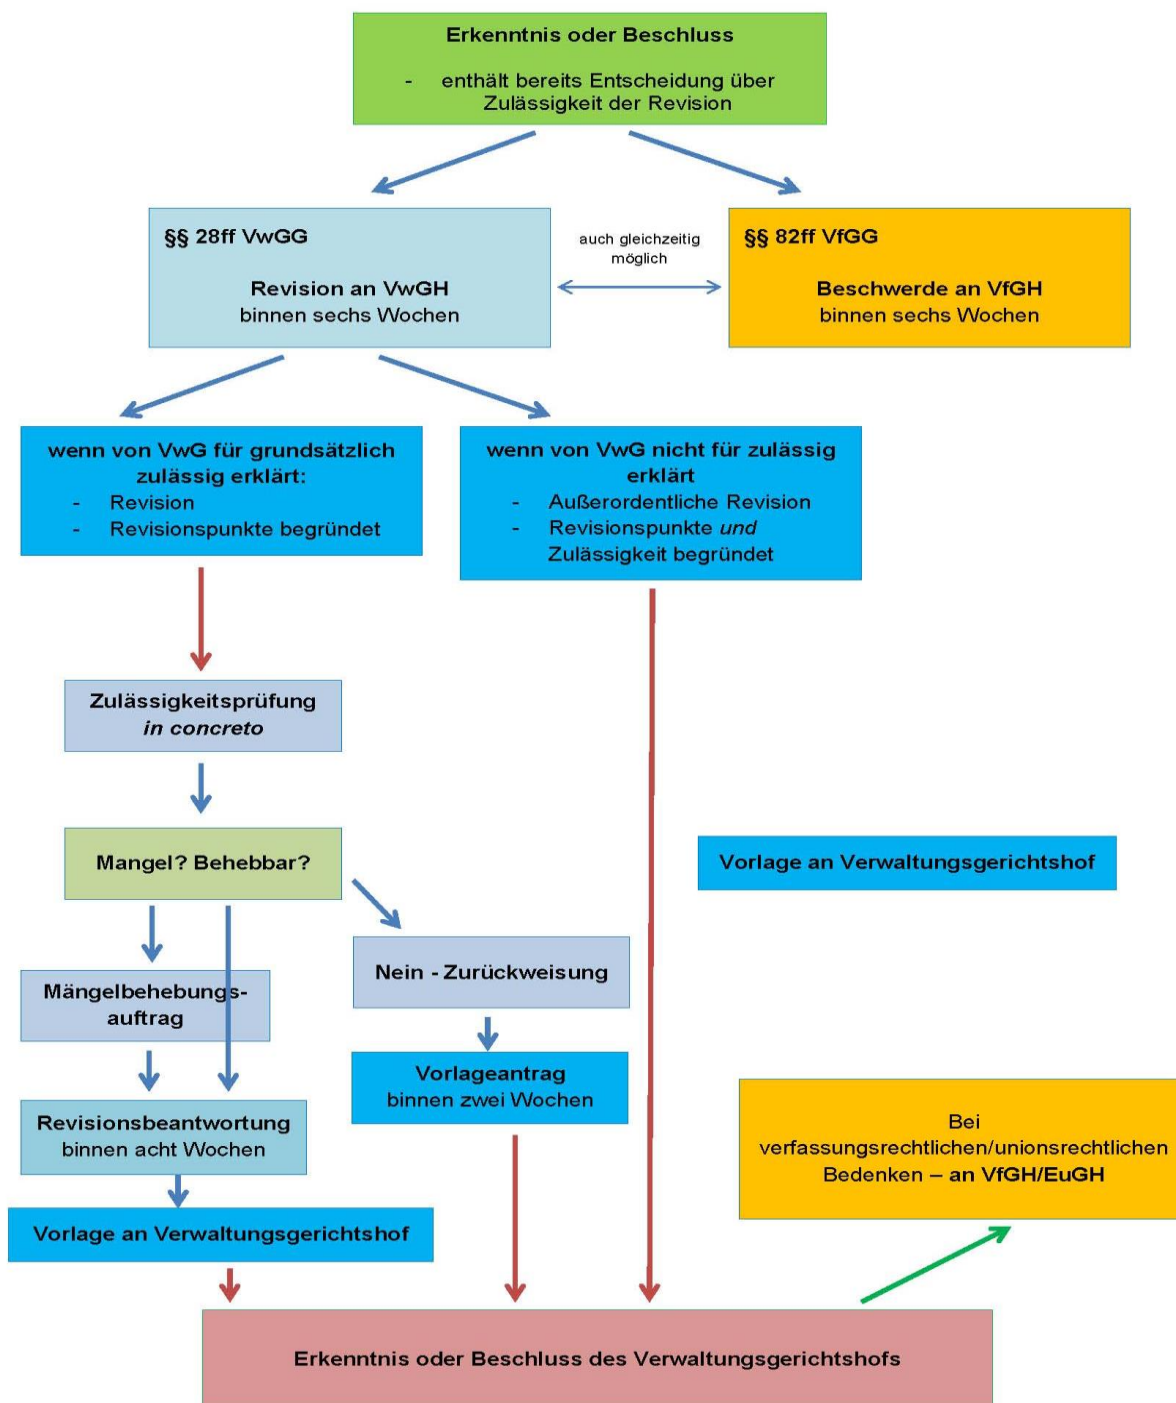 Erkenntnis oder Beschluss
- enthält bereits Entscheidung über
Zulässigkeit der Revision
§§ 28ff VwGG
Revision an VwGH
binnen sechs Wochen
auch gleichzeitig
möglich
§§ 82ff VfGG
Beschwerde an VfGH
binnen sechs Wochen
wenn von VwG für grundsätzlich
zulässig erklärt:
- Revision
- Revisionspunkte begründet
wenn von VwG nicht für zulässig
erklärt
- Außerordentliche Revision
- Revisionspunkte und
Zulässigkeit begründet
Zulässigkeitsprüfung
in concreto
Mangel? Behebbar?
Vorlage an Verwaltungsgerichtshof
Mängelbehebungs-
auftrag
Nein - Zurückweisung
Vorlageantrag
binnen zwei Wochen
Revisionsbeantwortung
binnen acht Wochen
Bei
verfassungsrechtlichen/unionsrechtlichen
Bedenken – an VfGH/EuGH
Vorlage an Verwaltungsgerichtshof
Erkenntnis oder Beschluss des Verwaltungsgerichtshofs